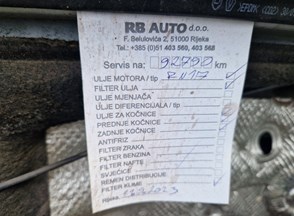 RB AUTO d.o.o.
F. Belulovića 2, 51000 Rijeka
Tel.: +385 (0)51 403 560, 403 568
Servis na: km
ULJE MOTORA / tip
FILTER ULJA
ULJE MJENJAČA
ULJE DIFERENCIJALA / tip
ULJE ZA KOČNICE
PREDNJE KOČNICE
ZADNJE KOČNICE
ANTIFRIZ
FILTER ZRAKA
FILTER BENZINA
FILTER NAFTE
SVJEĆICE
REMEN DISTRIBUCIJE
FILTER KLIME
Rijeka,